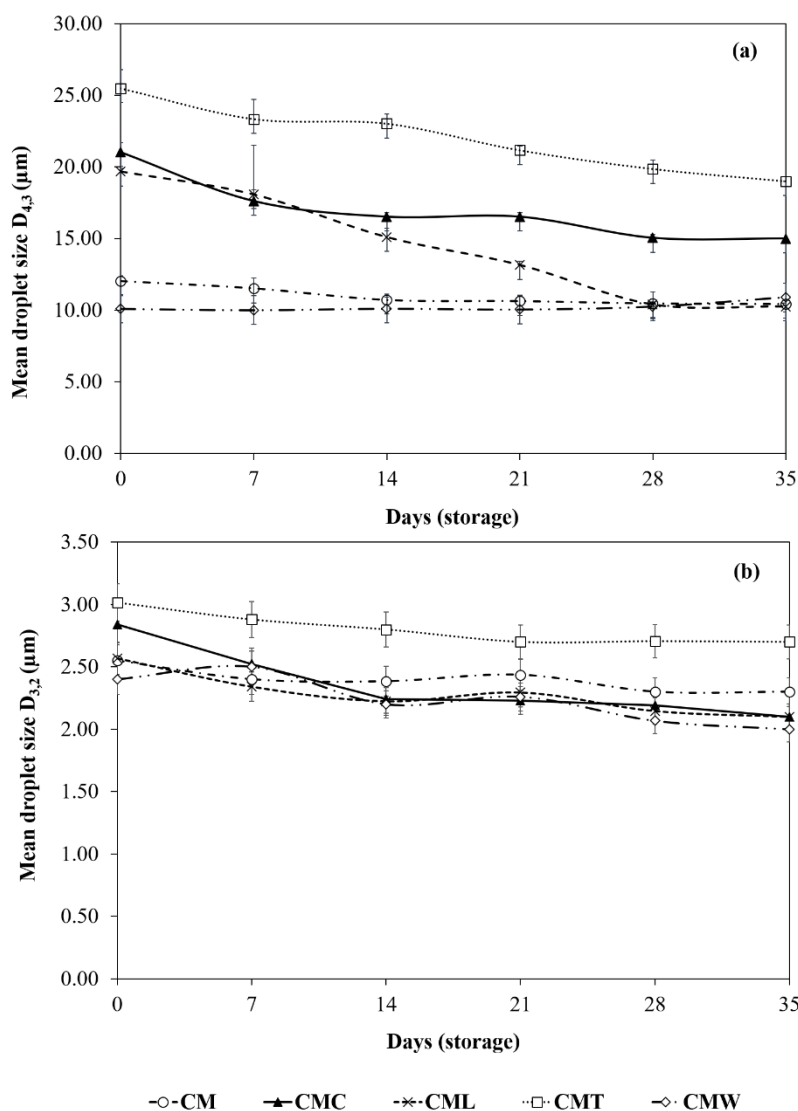 (a)
Mean droplet size D4,3 (µm)
30.00
25.00
20.00
15.00
10.00
5.00
0.00
0 7 14 21 28 35
Days (storage)
(b)
Mean droplet size D3,2 (µm)
3.50
3.00
2.50
2.00
1.50
1.00
0.50
0.00
0 7 14 21 28 35
Days (storage)
CM CMC CML CMT CMW